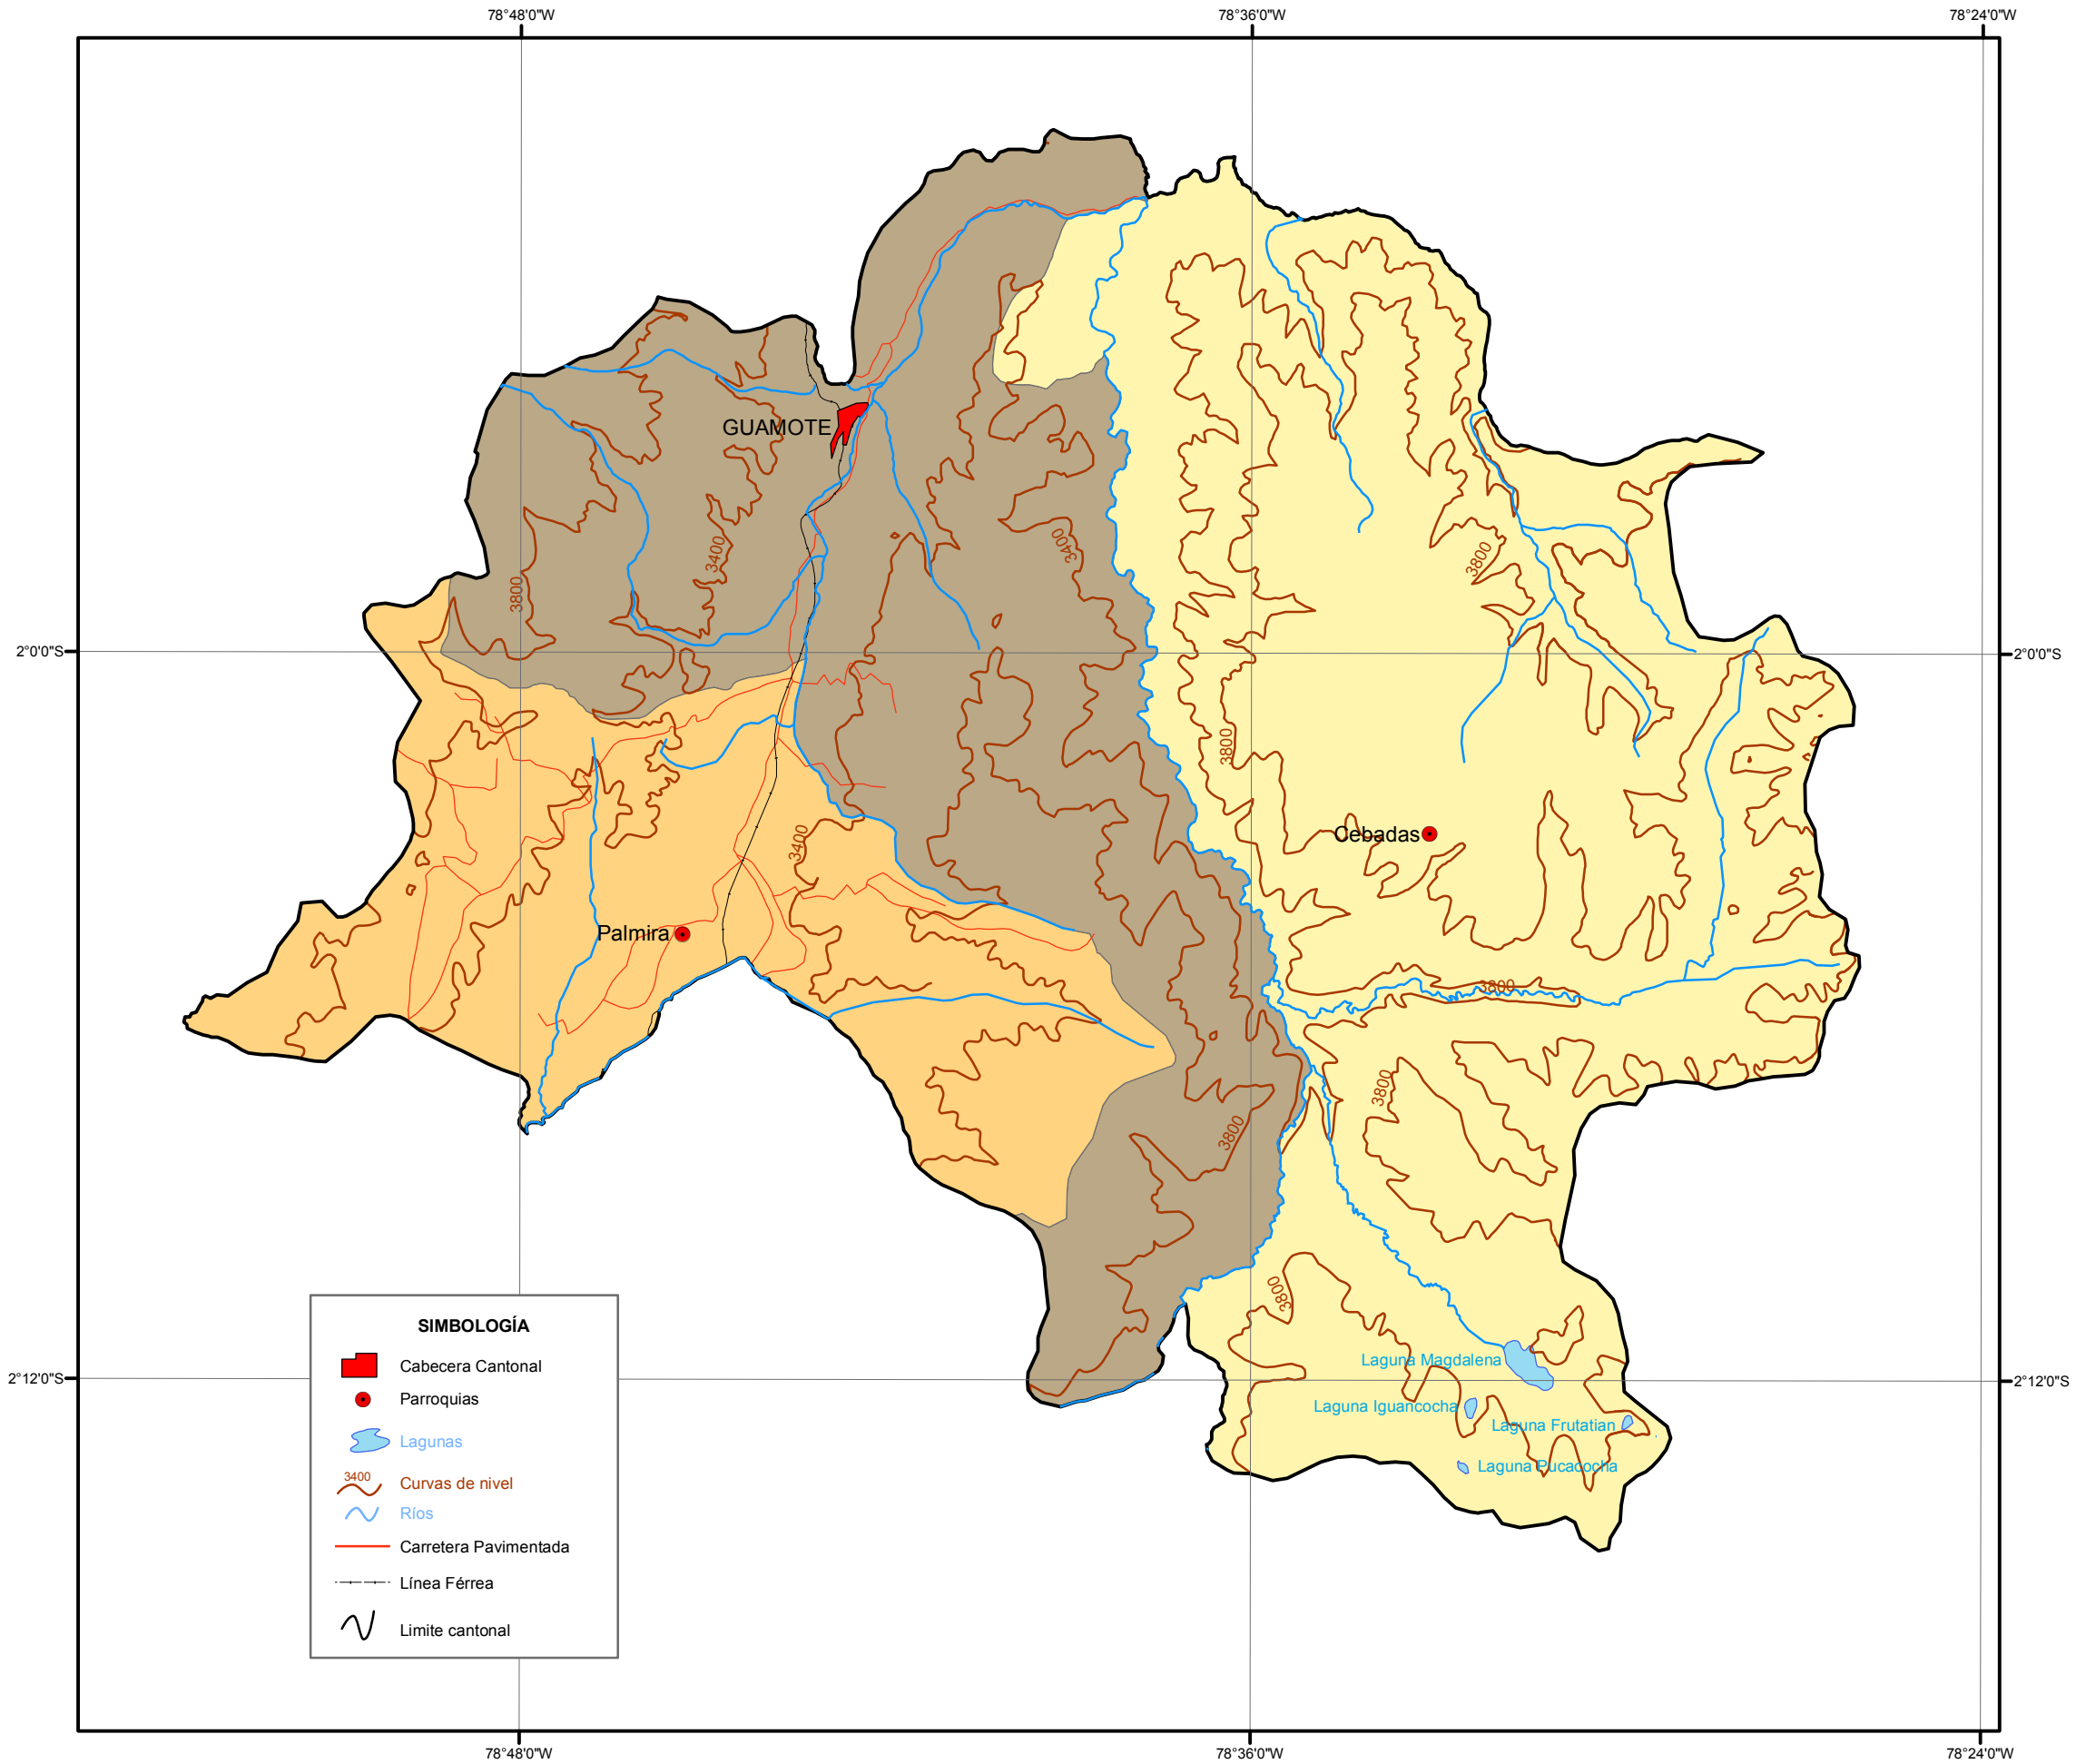 78°48'0"W
78°36'0"W
78°24'0"W
GUAMOTE
3400
3400
3800
3800
2°0'0"S
2°0'0"S
3800
Cebadas
3400
Palmira
3800
3800
3800
3800
SIMBOLOGÍA
Cabecera Cantonal
Parroquias
Lagunas
3400
Curvas de nivel
Ríos
Carretera Pavimentada
Línea Férrea
Limite cantonal
Laguna Magdalena
2°12'0"S
2°12'0"S
Laguna Iguancocha
Laguna Frutatian
Laguna Pucacocha
78°48'0"W
78°36'0"W
78°24'0"W